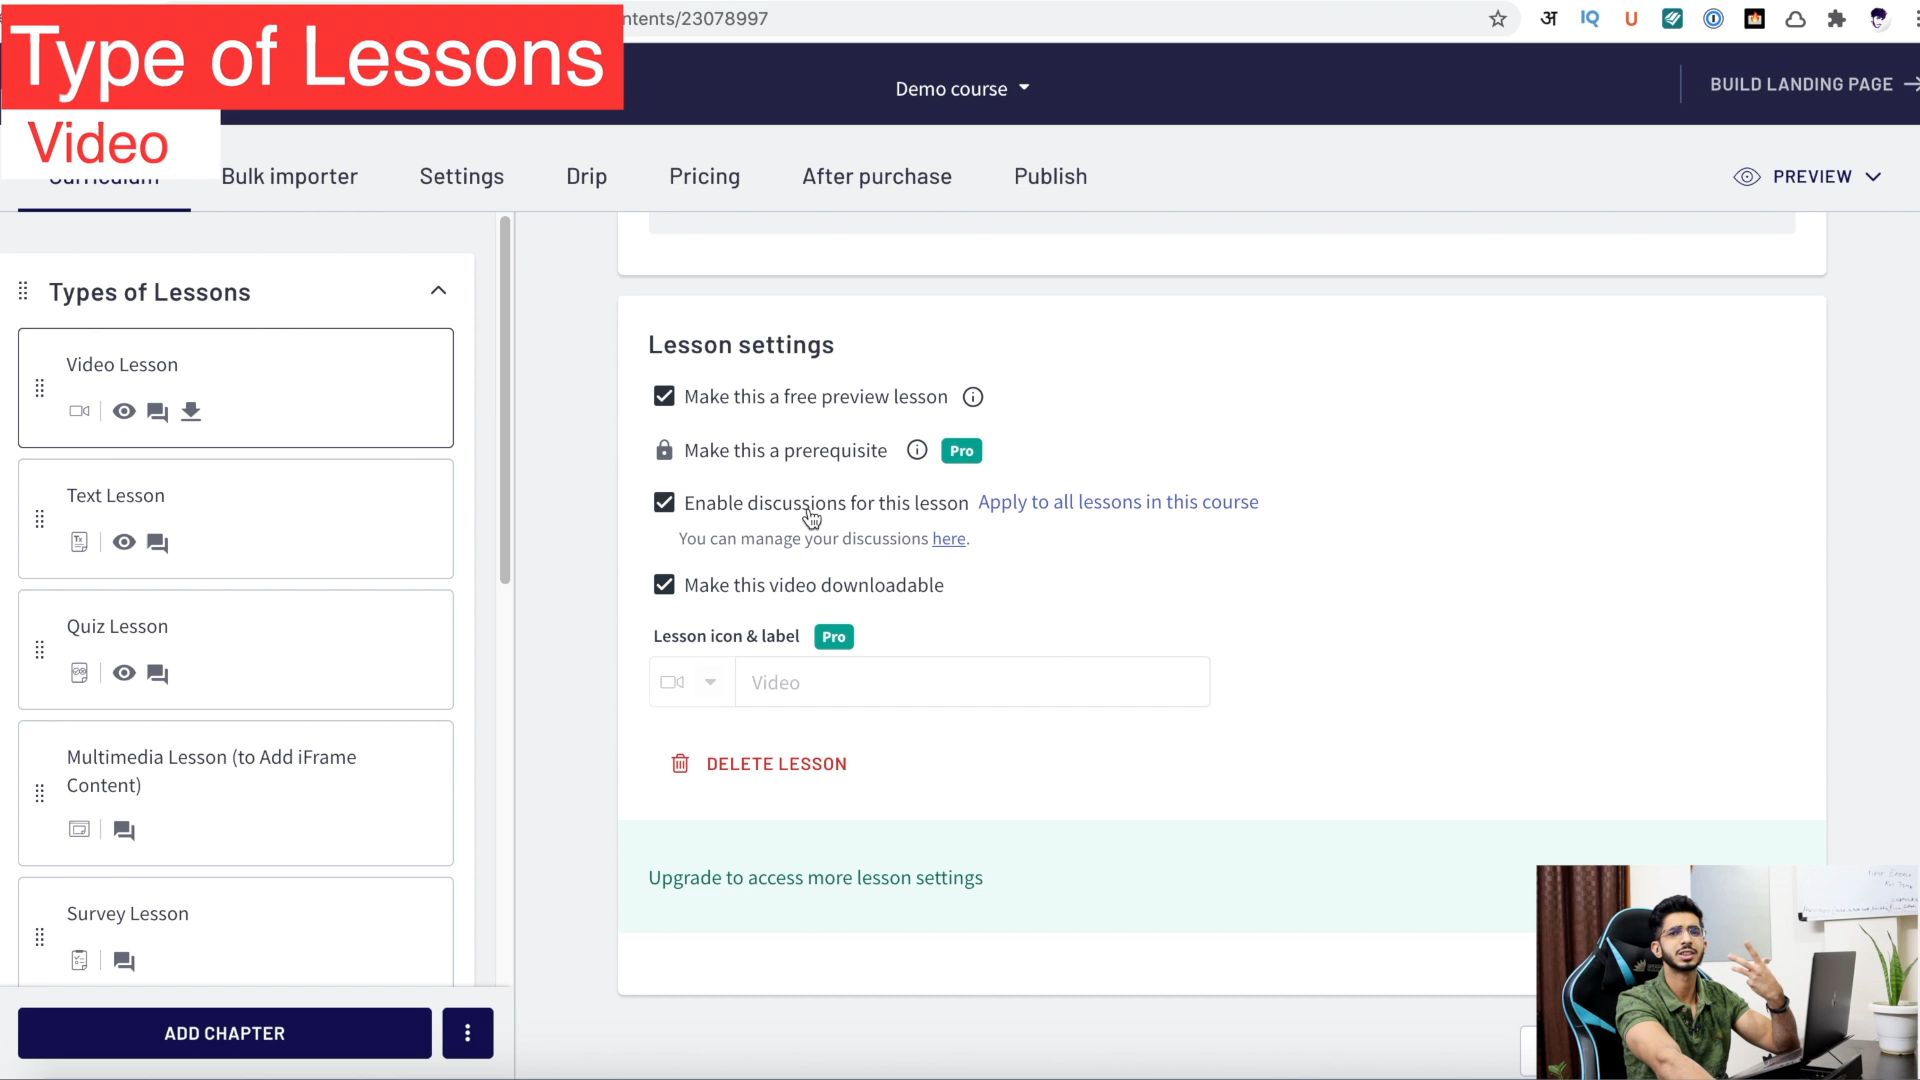 ntents/23078997
अ
IQ
U
Type of Lessons
Video
Demo course
BUILD LANDING PAGE
Bulk importer
Settings
Drip
Pricing
After purchase
Publish
PREVIEW
Types of Lessons
Video Lesson
Text Lesson
Quiz Lesson
Multimedia Lesson (to Add iFrame
Content)
Survey Lesson
ADD CHAPTER
Lesson settings
Make this a free preview lesson
Make this a prerequisite Pro
Enable discussions for this lesson Apply to all lessons in this course
You can manage your discussions here.
Make this video downloadable
Lesson icon & label Pro
Video
DELETE LESSON
Upgrade to access more lesson settings